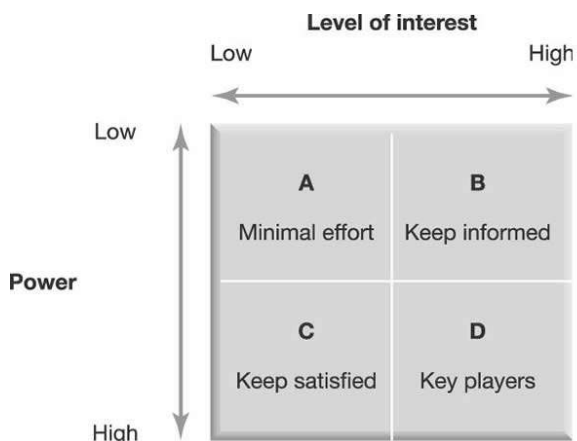 Level of interest
Low High
Low
A B
Minimal effort Keep informed
Power
C D
Keep satisfied Key players
High